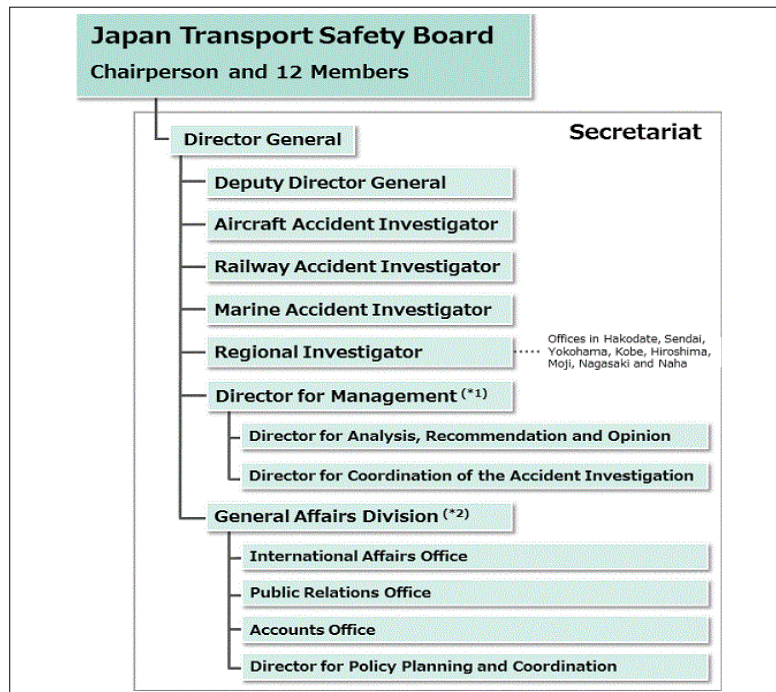 Japan Transport Safety Board
Chairperson and 12 Members
Secretariat
Director General
Deputy Director General
Aircraft Accident Investigator
Railway Accident Investigator
Marine Accident Investigator
Regional Investigator
Offices in Hakodate, Sendai,
Yokohama, Kobe, Hiroshima,
Moji, Nagasaki and Naha
Director for Management (*1)
Director for Analysis, Recommendation and Opinion
Director for Coordination of the Accident Investigation
General Affairs Division (*2)
International Affairs Office
Public Relations Office
Accounts Office
Director for Policy Planning and Coordination